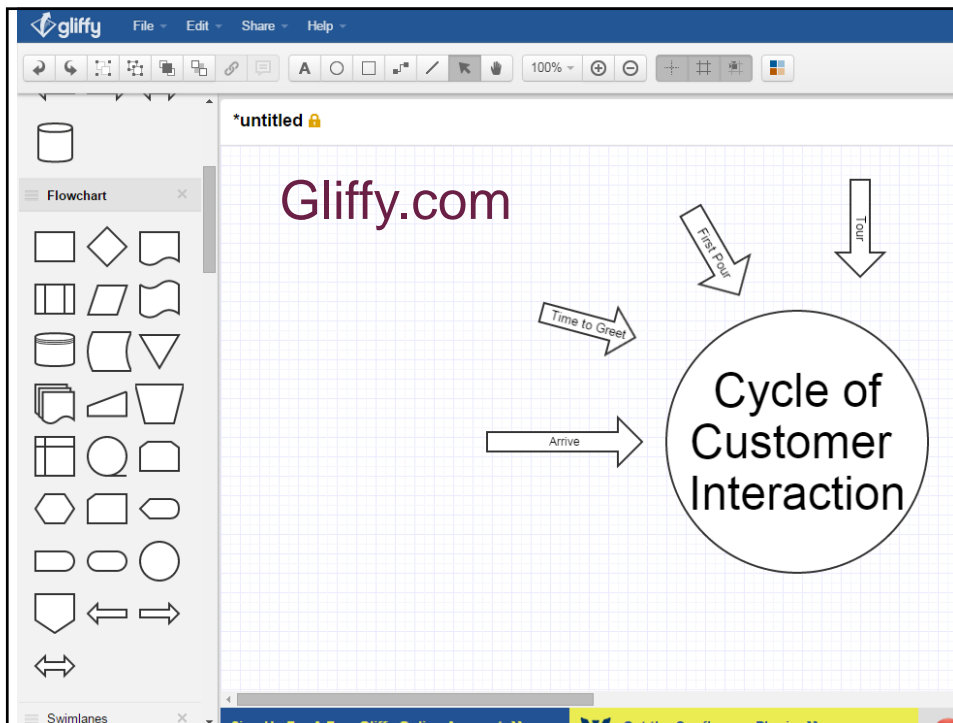 gliffy File Edit Share Help
A 100%
*untitled
Flowchart
Gliffy.com
Tour
First Pour
Time to Greet
Arrive
Cycle of
Customer
Interaction
Swimlanes